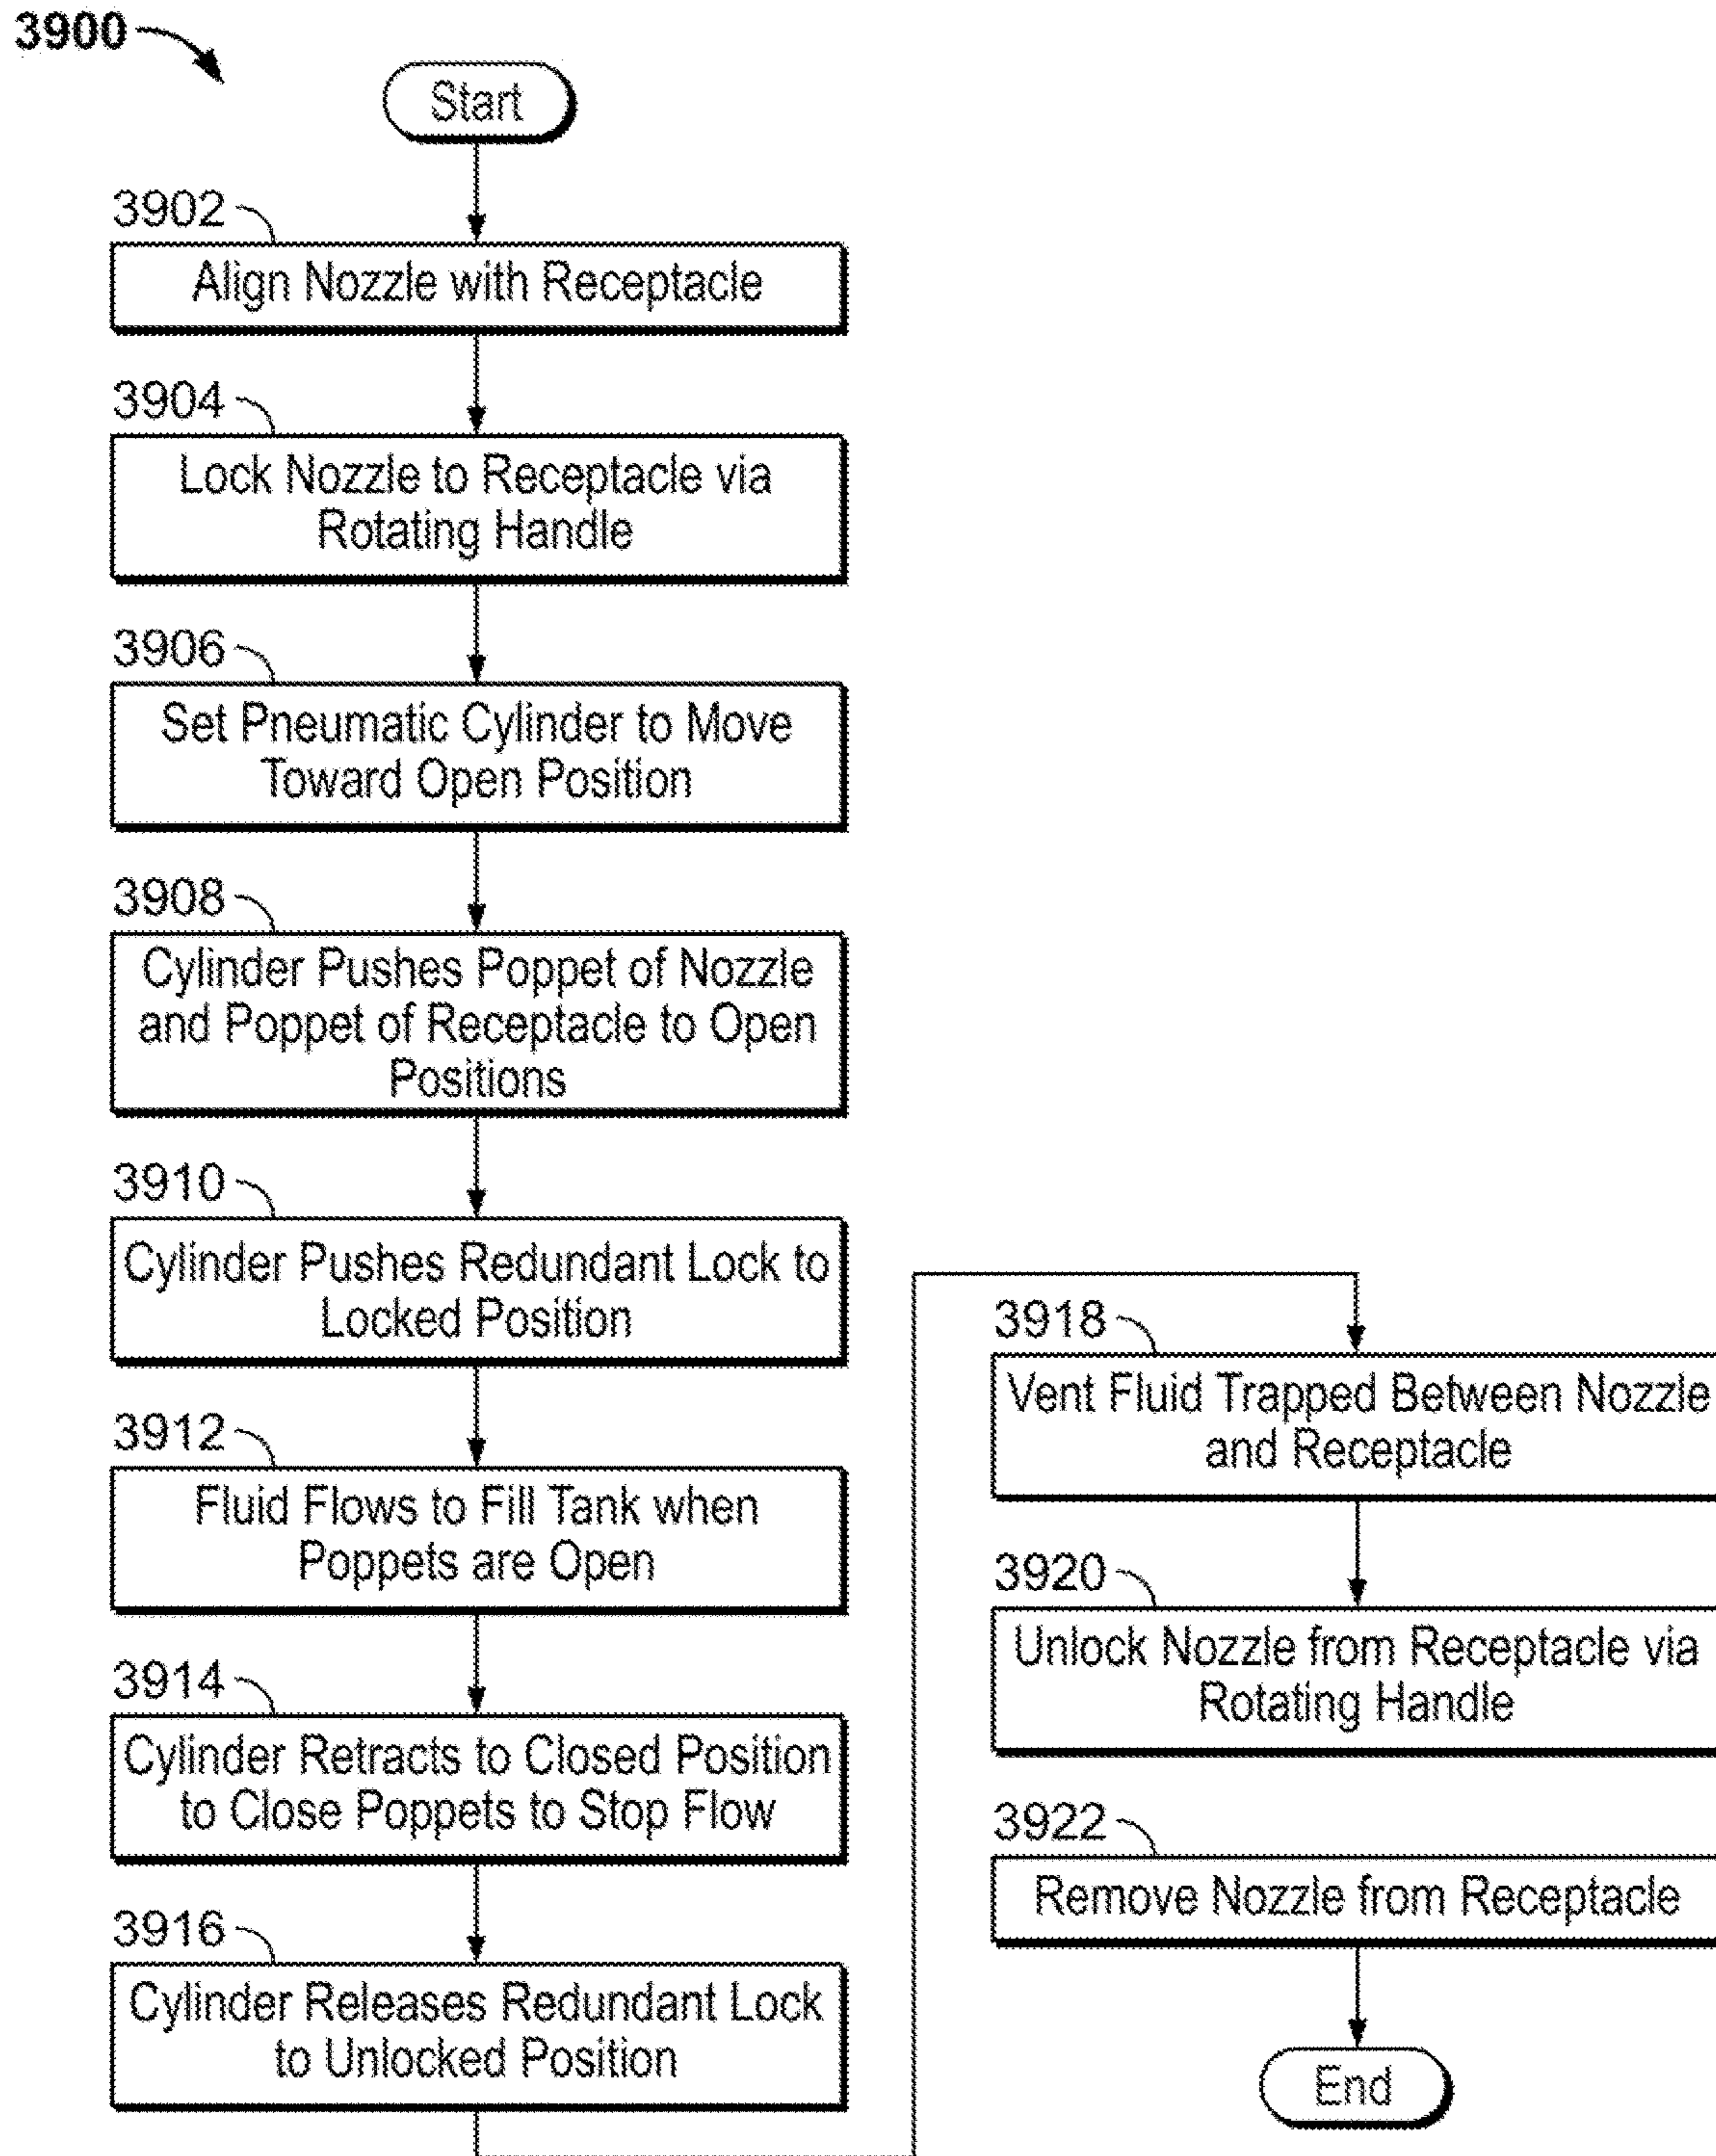 3900
Start
3902
Align Nozzle with Receptacle
3904
Lock Nozzle to Receptacle via
Rotating Handle
3906
Set Pneumatic Cylinder to Move
Toward Open Position
3908
Cylinder Pushes Poppet of Nozzle
and Poppet of Receptacle to Open
Positions
3910
Cylinder Pushes Redundant Lock to
Locked Position
3912
Fluid Flows to Fill Tank when
Poppets are Open
3914
Cylinder Retracts to Closed Position
to Close Poppets to Stop Flow
3916
Cylinder Releases Redundant Lock
to Unlocked Position
3918
Vent Fluid Trapped Between Nozzle
and Receptacle
3920
Unlock Nozzle from Receptacle via
Rotating Handle
3922
Remove Nozzle from Receptacle
End